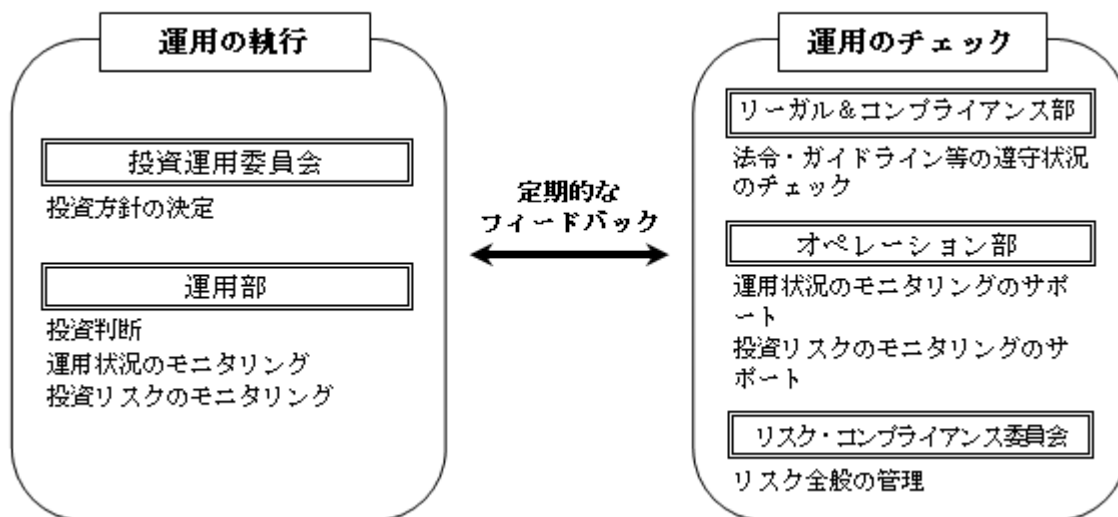 運用の執行
投資運用委員会
投資方針の決定
運用部
投資判断
運用状況のモニタリング
投資リスクのモニタリング
定期的な
フィードバック
運用のチェック
リーガル＆コンプライアンス部
法令・ガイドライン等の遵守状況
のチェック
オペレーション部
運用状況のモニタリングのサポ
ート
投資リスクのモニタリングのサ
ポート
リスク・コンプライアンス委員会
リスク全般の管理